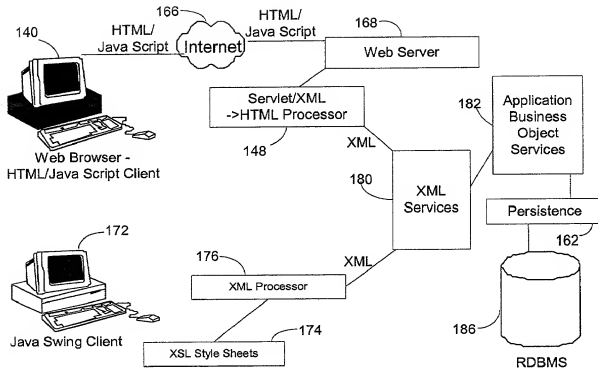 140
HTML/
Java Script
166
Internet
HTML/
Java Script
168
Web Server
Web Browser -
HTML/Java Script Client
Servlet/XML
->HTML Processor
148
XML
180
XML
Services
182
Application
Business
Object
Services
Persistence
162
172
Java Swing Client
176
XML Processor
XML
174
XSL Style Sheets
186
RDBMS